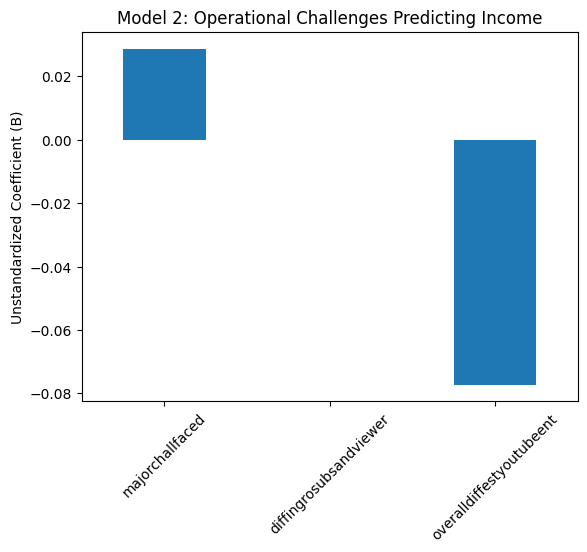 Model 2: Operational Challenges Predicting Income
Unstandardized Coefficient (B)
0.02
0.00
−0.02
−0.04
−0.06
−0.08
majorchallfaced
diffingrosubsandviewer
overalldiffestyoutubeent